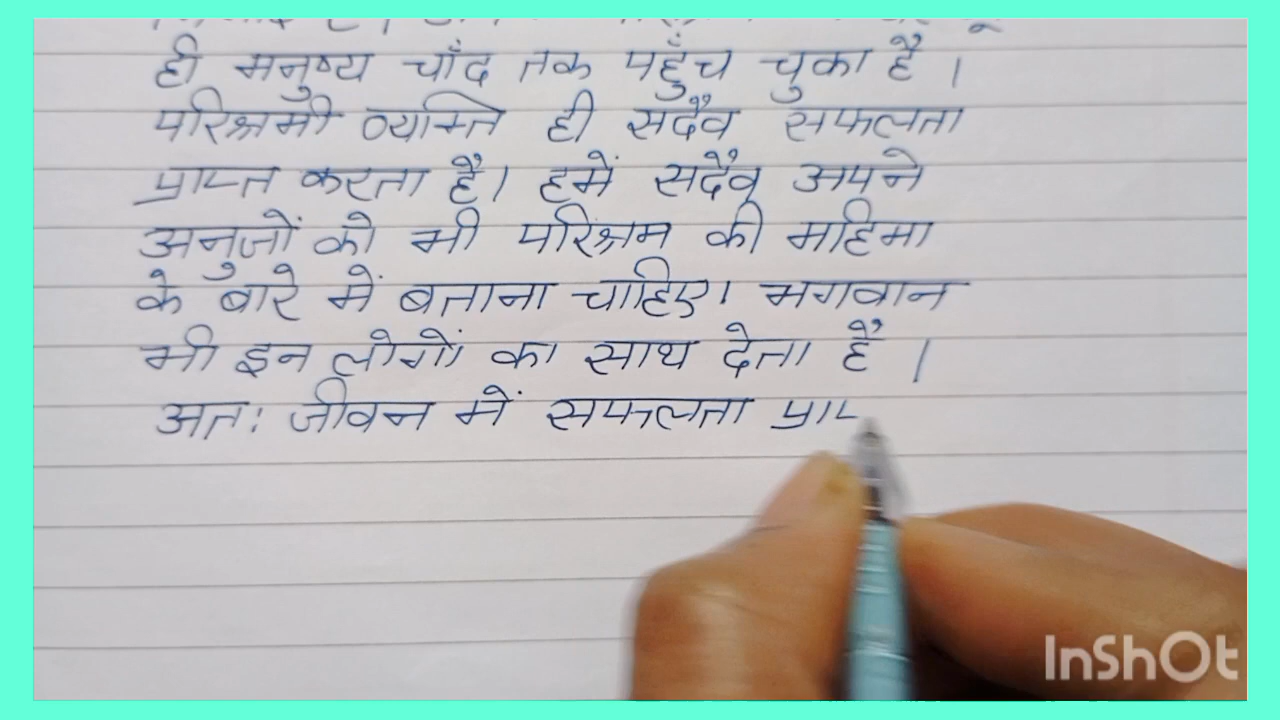 ही मनुष्य चाँद तक पहुँच चुका है ।
परिश्रमी व्यक्ति ही सदैव सफलता
प्राप्त करता है। हमें सदैव अपने
अनुजों को भी परिश्रम की महिमा
के बारे में बताना चाहिए। भगवान
भी इन लोगों का साथ देता है ।
अतः जीवन में सफलता प्राप
InShOt